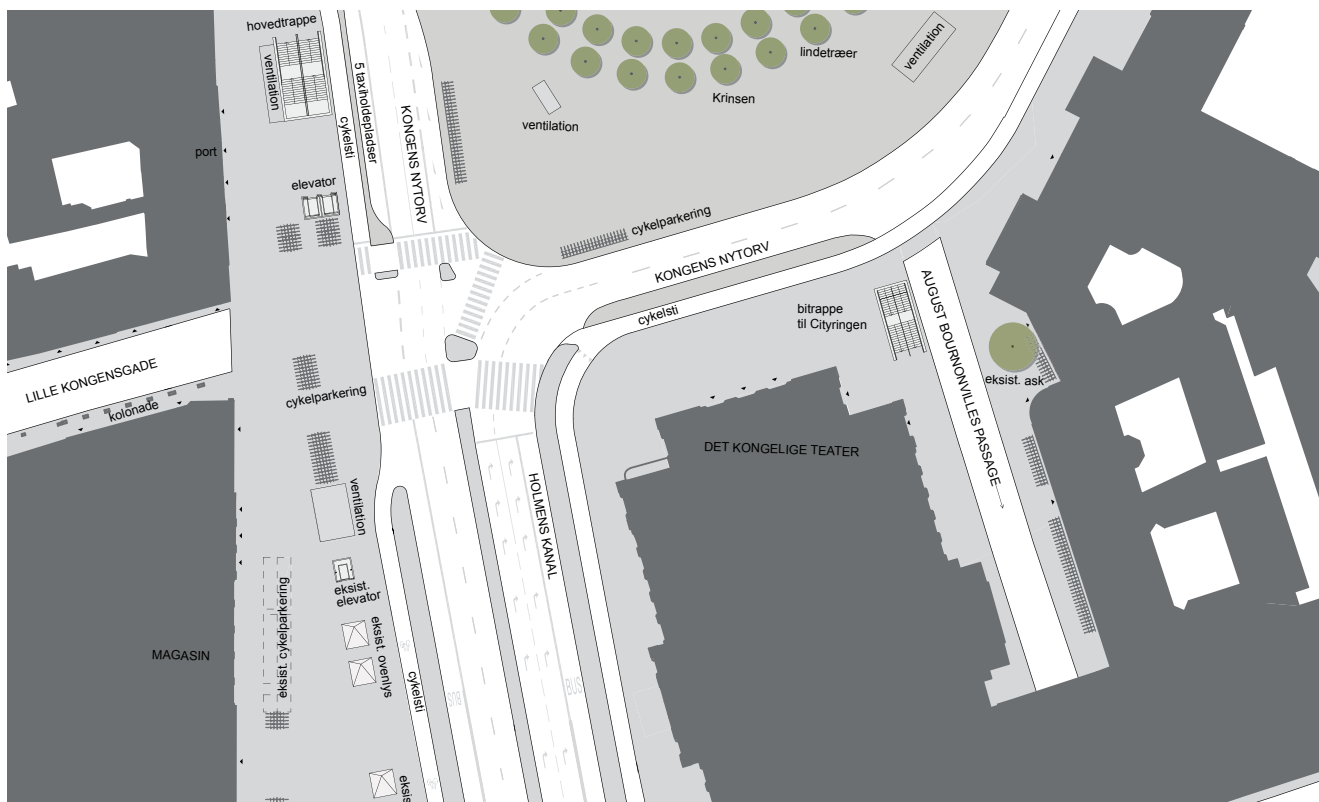 hovedtrappe
ventilation
5 taxiholdepladser
cykelsti
KONGENS NYTORV
port
elevator
lindetræer
Krinsen
ventilation
ventilation
cykelparkering
KONGENS NYTORV
cykelsti
bitrappe
til Cityringen
AUGUST BOURNONVILLES PASSAGE
eksist. ask
LILLE KONGENSGADE
kolonade
cykelparkering
DET KONGELIGE TEATER
HOLMENS KANAL
ventilation
eksist.
elevator
eksist. cykelparkering
eksist. ovenlys
MAGASIN
cykelsti
BUS
BUS
eksis